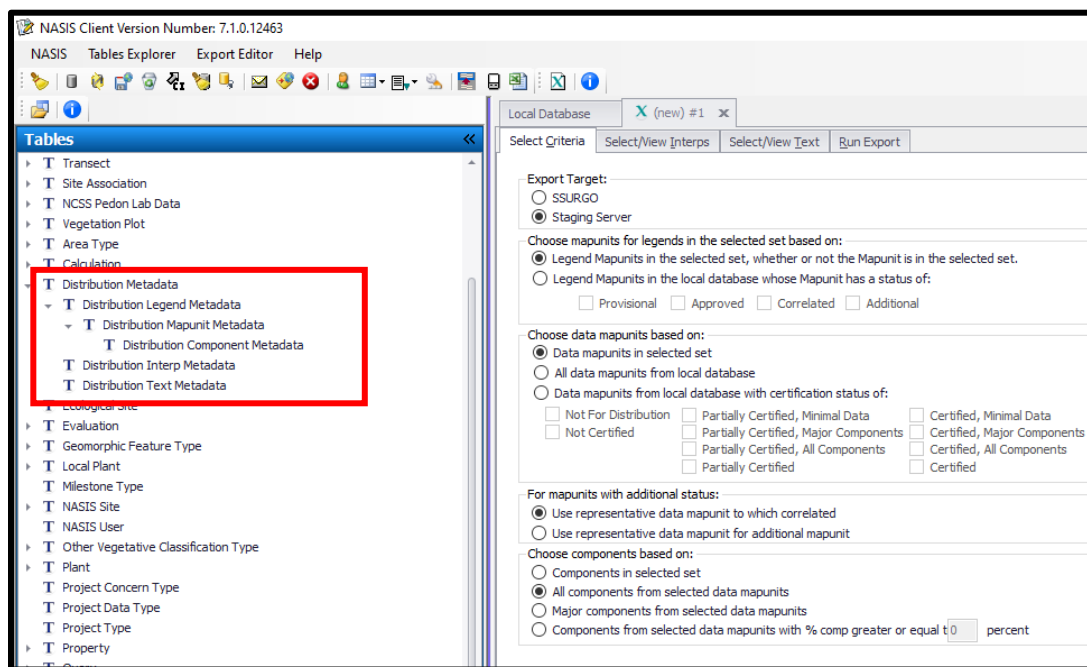 NASIS Client Version Number: 7.1.0.12463
NASIS Tables Explorer Export Editor Help
Tables
T Transect
T Site Association
T NCSS Pedon Lab Data
T Vegetation Plot
T Area Type
T Calculation
T Distribution Metadata
T Distribution Legend Metadata
T Distribution Mapunit Metadata
T Distribution Component Metadata
T Distribution Interp Metadata
T Distribution Text Metadata
T Ecological Site
T Evaluation
T Geomorphic Feature Type
T Local Plant
T Milestone Type
T NASIS Site
T NASIS User
T Other Vegetative Classification Type
T Plant
T Project Concern Type
T Project Data Type
T Project Type
T Property
T Query
Local Database X (new) #1
Select Criteria Select/View Interps Select/View Text Run Export
Export Target:
SSURGO
Staging Server
Choose mapunits for legends in the selected set based on:
Legend Mapunits in the selected set, whether or not the Mapunit is in the selected set.
Legend Mapunits in the local database whose Mapunit has a status of:
Provisional Approved Correlated Additional
Choose data mapunits based on:
Data mapunits in selected set
All data mapunits from local database
Data mapunits from local database with certification status of:
Not For Distribution Partially Certified, Minimal Data Certified, Minimal Data
Not Certified Partially Certified, Major Components Certified, Major Components
Partially Certified, All Components Certified, All Components
Partially Certified Certified
For mapunits with additional status:
Use representative data mapunit to which correlated
Use representative data mapunit for additional mapunit
Choose components based on:
Components in selected set
All components from selected data mapunits
Major components from selected data mapunits
Components from selected data mapunits with % comp greater or equal t 0 percent